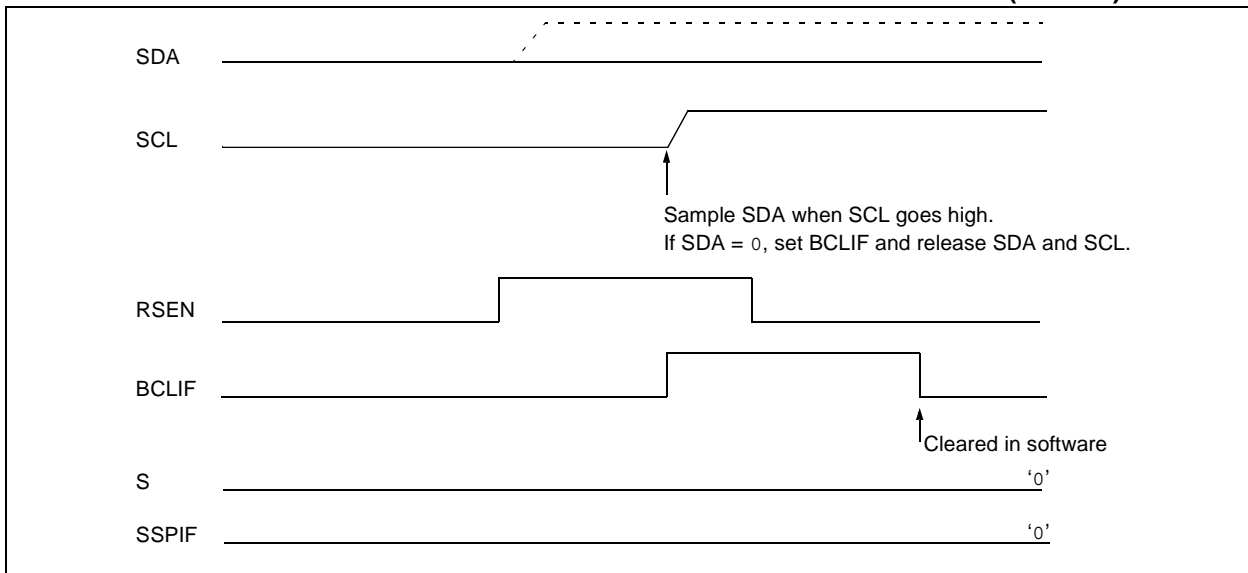 SDA
SCL
Sample SDA when SCL goes high.
If SDA = 0, set BCLIF and release SDA and SCL.
RSEN
BCLIF
Cleared in software
S
‘0’
SSPIF
‘0’